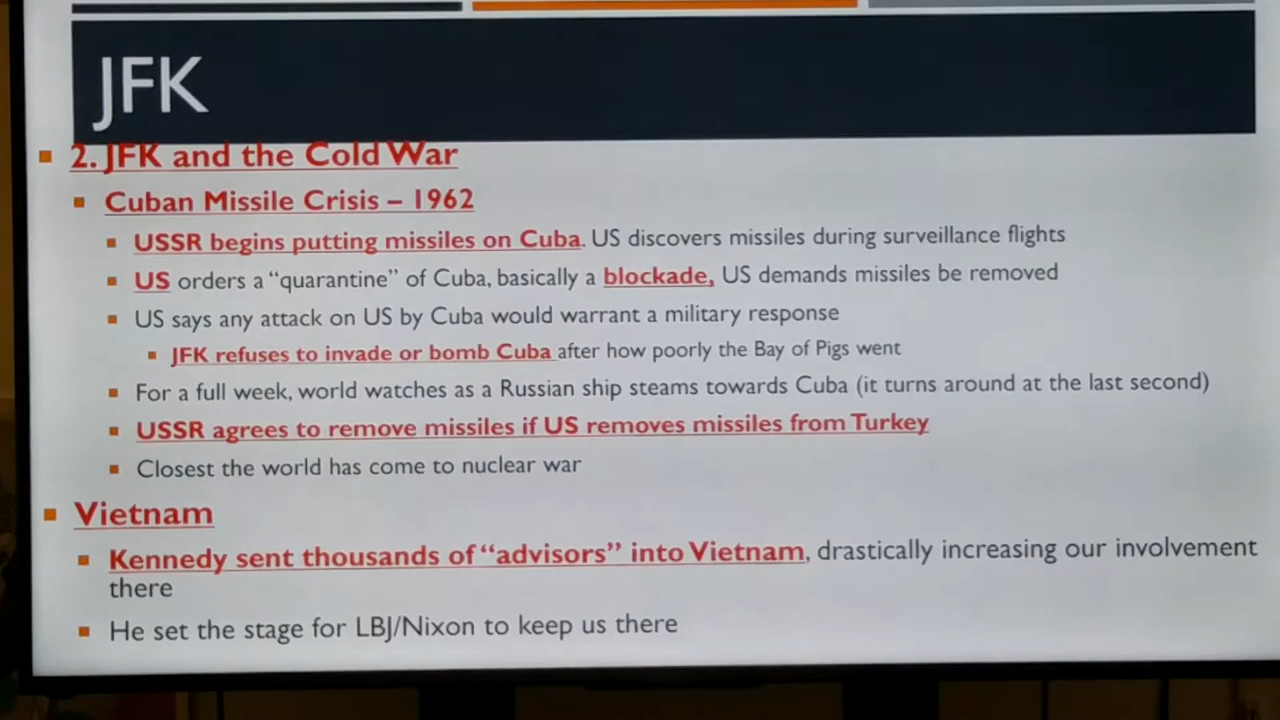 JFK
2. JFK and the Cold War
Cuban Missile Crisis – 1962
USSR begins putting missiles on Cuba. US discovers missiles during surveillance flights
US orders a “quarantine” of Cuba, basically a blockade, US demands missiles be removed
US says any attack on US by Cuba would warrant a military response
JFK refuses to invade or bomb Cuba after how poorly the Bay of Pigs went
For a full week, world watches as a Russian ship steams towards Cuba (it turns around at the last second)
USSR agrees to remove missiles if US removes missiles from Turkey
Closest the world has come to nuclear war
Vietnam
Kennedy sent thousands of “advisors” into Vietnam, drastically increasing our involvement
there
He set the stage for LBJ/Nixon to keep us there